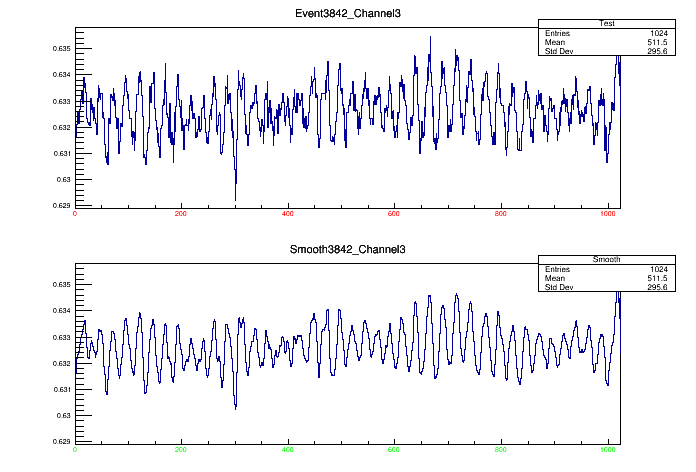 Event3842_Channel3
Test
Entries 1024
Mean 511.5
Std Dev 295.6
0.635
0.634
0.633
0.632
0.631
0.63
0.629
0 200 400 600 800 1000
Smooth3842_Channel3
Smooth
Entries 1024
Mean 511.5
Std Dev 295.6
0.635
0.634
0.633
0.632
0.631
0.63
0.629
0 200 400 600 800 1000